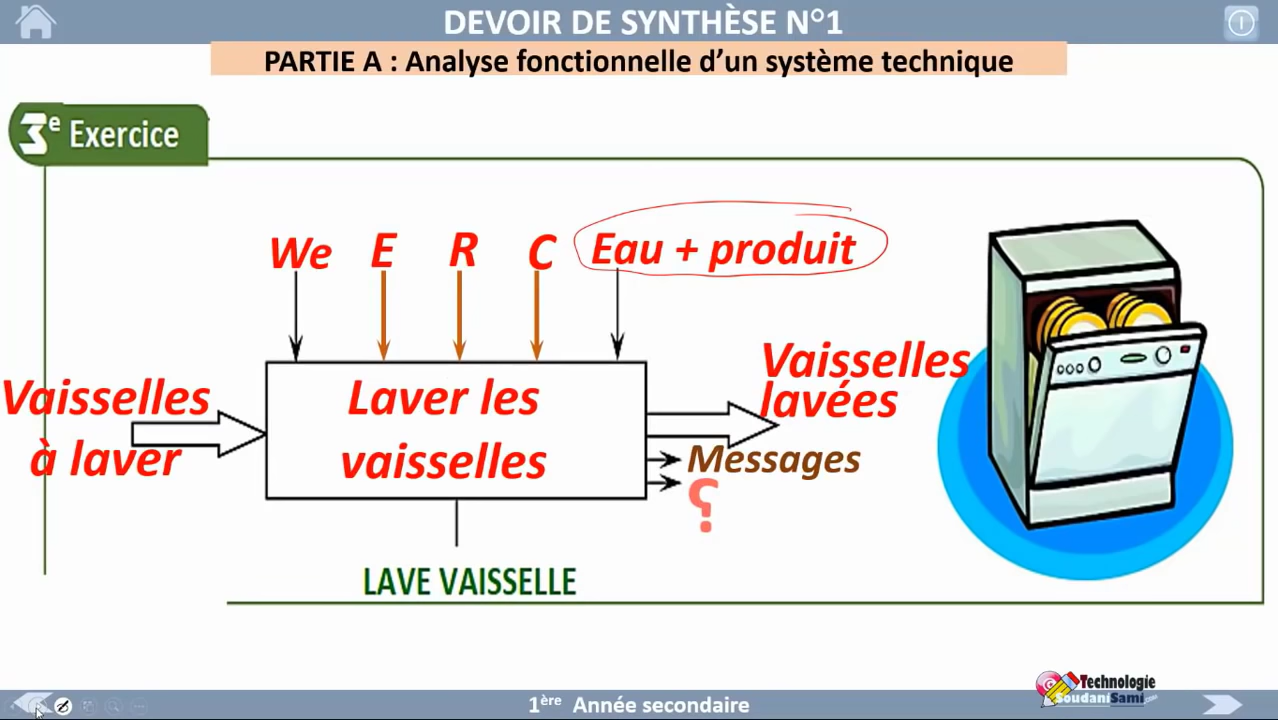 DEVOIR DE SYNTHÈSE N°1
PARTIE A : Analyse fonctionnelle d'un système technique
3e Exercice
We E R C Eau + produit
Vaisselles
à laver
Laver les
vaisselles
Vaisselles
lavées
Messages
?
LAVE VAISSELLE
Technologie
Soudani Sami
1ère Année secondaire